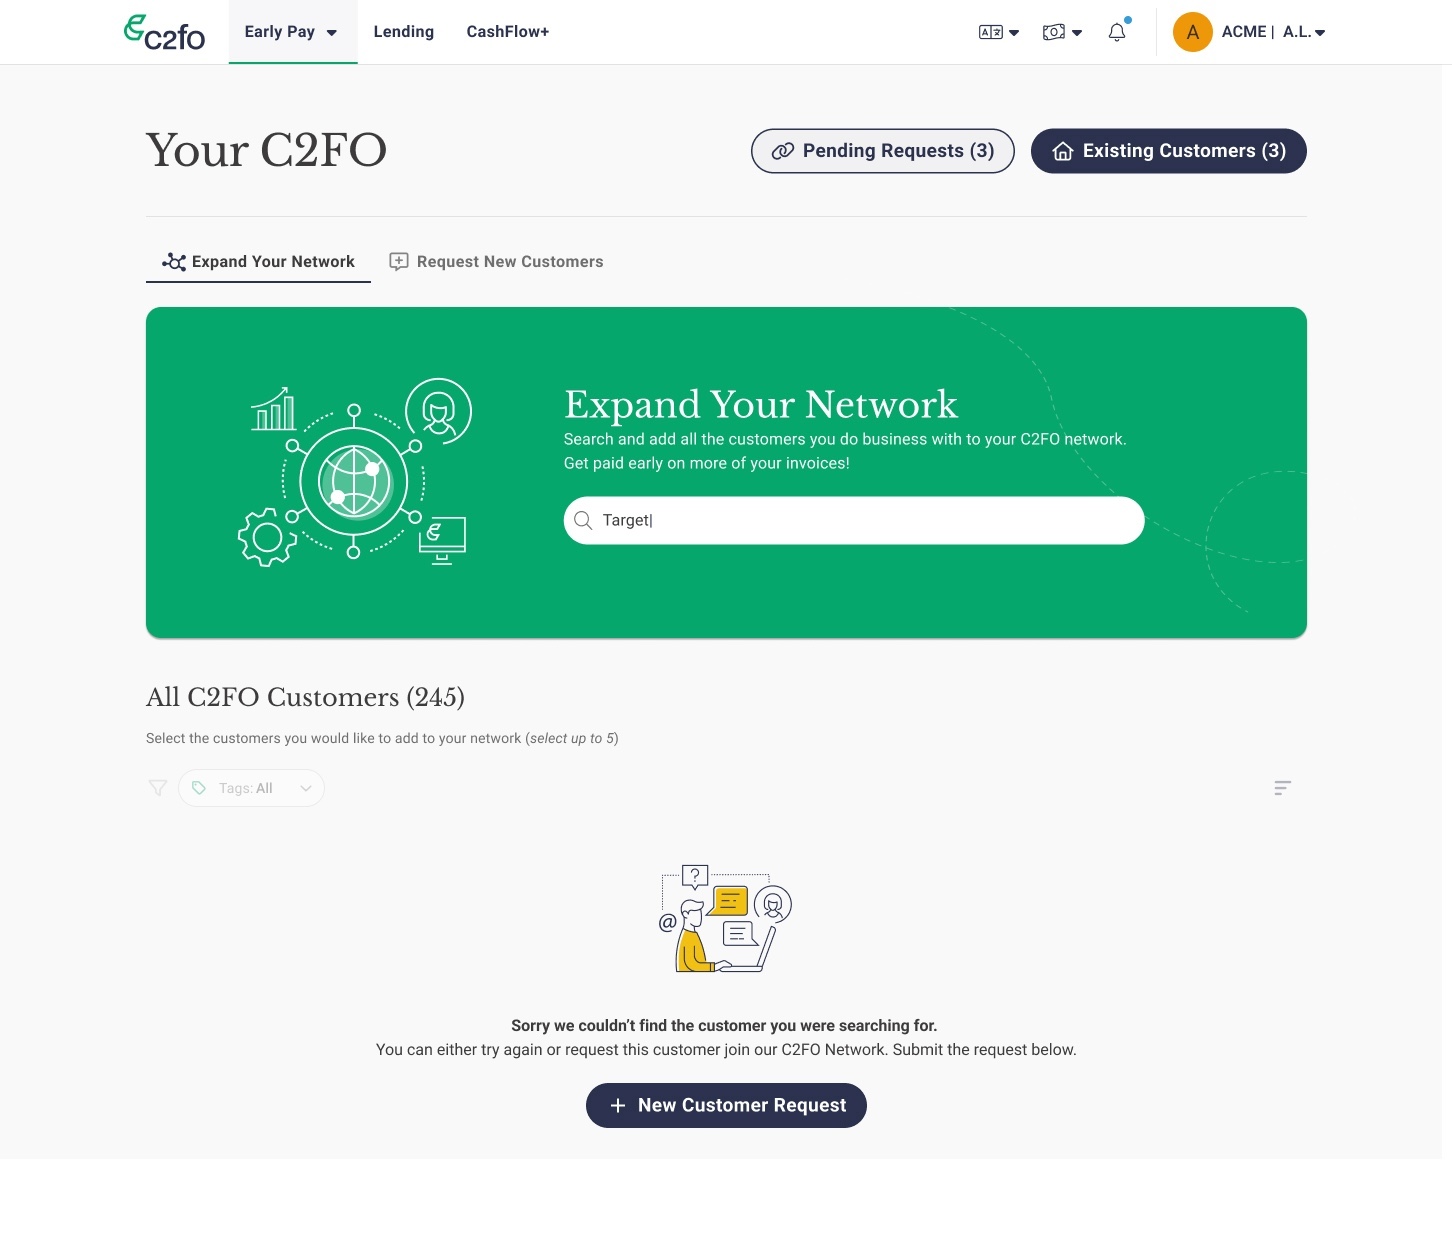 c2fo
Early Pay
Lending
CashFlow+
A
ACME | A.L.
Your C2FO
Pending Requests (3)
Existing Customers (3)
Expand Your Network
Request New Customers
Expand Your Network
Search and add all the customers you do business with to your C2FO network.
Get paid early on more of your invoices!
Target
All C2FO Customers (245)
Select the customers you would like to add to your network (select up to 5)
Tags: All
?
@
Sorry we couldn’t find the customer you were searching for.
You can either try again or request this customer join our C2FO Network. Submit the request below.
+ New Customer Request